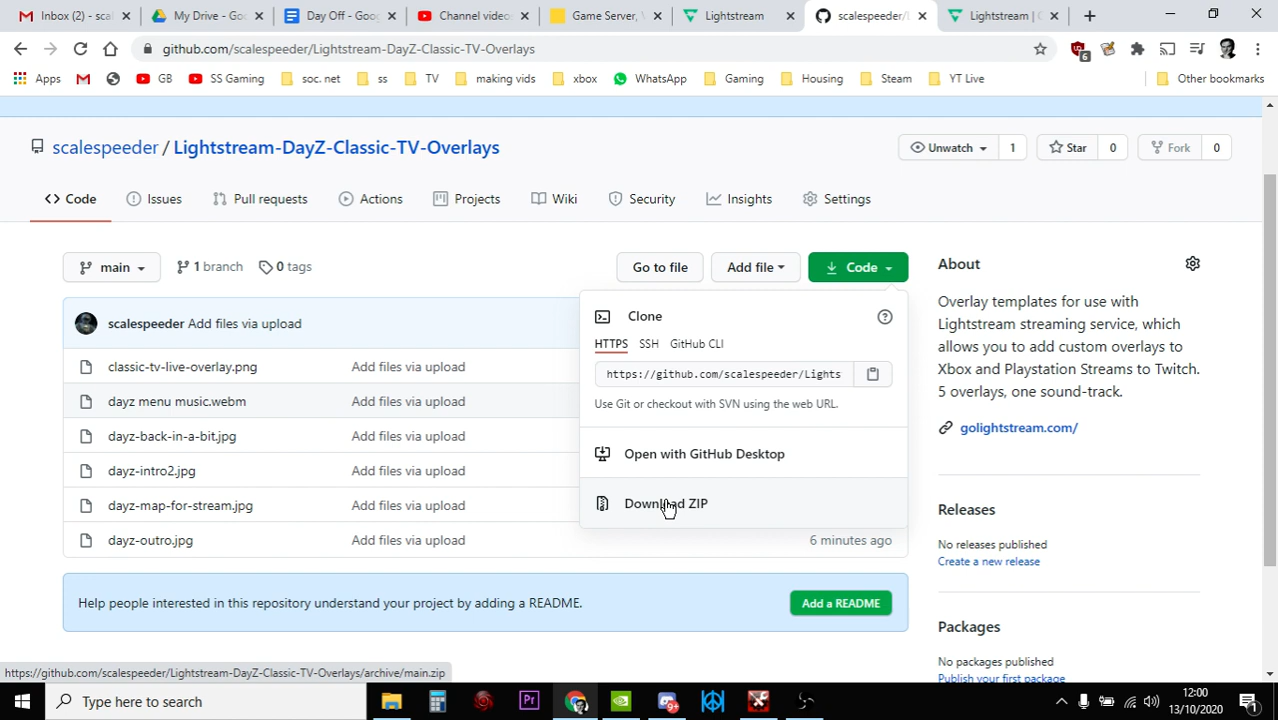 Inbox (2) - scal
My Drive - Goo
Day Off - Goog
Channel videos
Game Server, V
Lightstream
scalespeeder/L
Lightstream | C
github.com/scalespeeder/Lightstream-DayZ-Classic-TV-Overlays
6
Apps
GB
SS Gaming
soc. net
ss
TV
making vids
xbox
WhatsApp
Gaming
Housing
Steam
YT Live
Other bookmarks
scalespeeder / Lightstream-DayZ-Classic-TV-Overlays
Unwatch 1
Star 0
Fork 0
Code
Issues
Pull requests
Actions
Projects
Wiki
Security
Insights
Settings
main
1 branch
0 tags
Go to file
Add file
Code
scalespeeder Add files via upload
classic-tv-live-overlay.png Add files via upload
dayz menu music.webm Add files via upload
dayz-back-in-a-bit.jpg Add files via upload
dayz-intro2.jpg Add files via upload
dayz-map-for-stream.jpg Add files via upload
dayz-outro.jpg Add files via upload 6 minutes ago
Clone
HTTPS SSH GitHub CLI
https://github.com/scalespeeder/Lights
Use Git or checkout with SVN using the web URL.
Open with GitHub Desktop
Download ZIP
Help people interested in this repository understand your project by adding a README.
Add a README
About
Overlay templates for use with
Lightstream streaming service, which
allows you to add custom overlays to
Xbox and Playstation Streams to Twitch.
5 overlays, one sound-track.
golightstream.com/
Releases
No releases published
Create a new release
Packages
No packages published
Publish your first package
https://github.com/scalespeeder/Lightstream-DayZ-Classic-TV-Overlays/archive/main.zip
Type here to search
Pr
12:00
13/10/2020
1